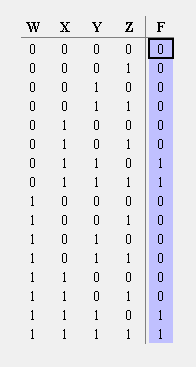 W X Y Z F
0 0 0 0 0
0 0 0 1 0
0 0 1 0 0
0 0 1 1 0
0 1 0 0 0
0 1 0 1 0
0 1 1 0 1
0 1 1 1 1
1 0 0 0 0
1 0 0 1 0
1 0 1 0 0
1 0 1 1 0
1 1 0 0 0
1 1 0 1 0
1 1 1 0 1
1 1 1 1 1